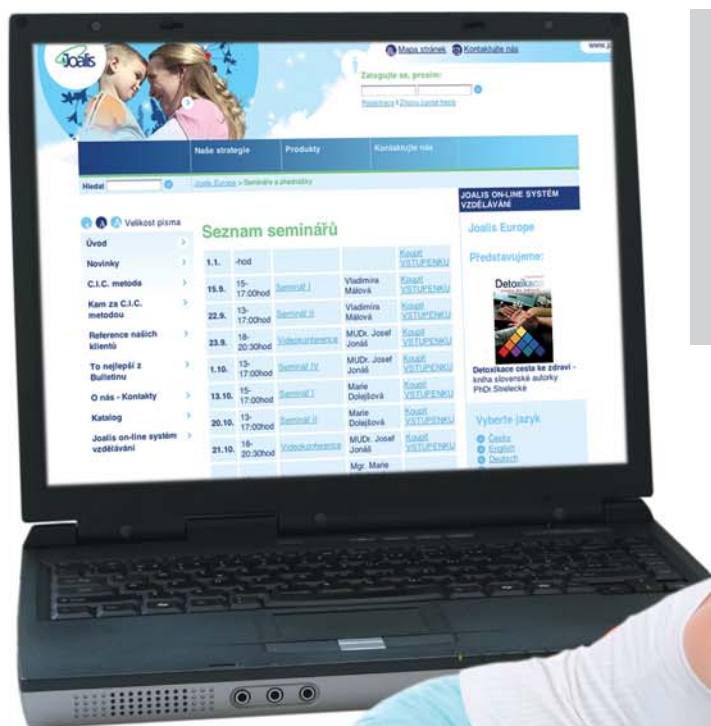 Joalis
Mapa stránek Kontaktujte nás
Zalogujte se, prosím:
Registrace | Znovu zaslat heslo
Naše strategie Produkty Kontaktujte nás
Hledat
Joalis Europe > Semináře a přednášky
A A A Velikost písma
Úvod
Novinky
C.I.C. metoda
Kam za C.I.C.
metodou
Reference našich
klientů
To nejlepší z
Bulletinu
O nás - Kontakty
Katalog
Joalis on-line systém
vzdělávání
Seznam seminářů
1.1. -hod Koupit VSTUPENKU
15.9. 15-17:00hod Seminář I Vladimíra Málová Koupit VSTUPENKU
22.9. 13-17:00hod Seminář II Vladimíra Málová Koupit VSTUPENKU
23.9. 18-20:30hod Videokonference MUDr. Josef Jonáš Koupit VSTUPENKU
1.10. 13-17:00hod Seminář IV MUDr. Josef Jonáš Koupit VSTUPENKU
13.10. 15-17:00hod Seminář I Marie Dolejšová Koupit VSTUPENKU
20.10. 13-17:00hod Seminář II Marie Dolejšová Koupit VSTUPENKU
21.10. 18-20:30hod Videokonference MUDr. Josef Jonáš Koupit VSTUPENKU
Mgr. Marie
JOALIS ON-LINE SYSTÉM
VZDĚLÁVÁNÍ
Joalis Europe
Představujeme:
Detoxikace
Detoxikace cesta ke zdraví -
kniha slovenské autorky
PhDr.Strelecké
Vyberte jazyk
Česky
English
Deutsch